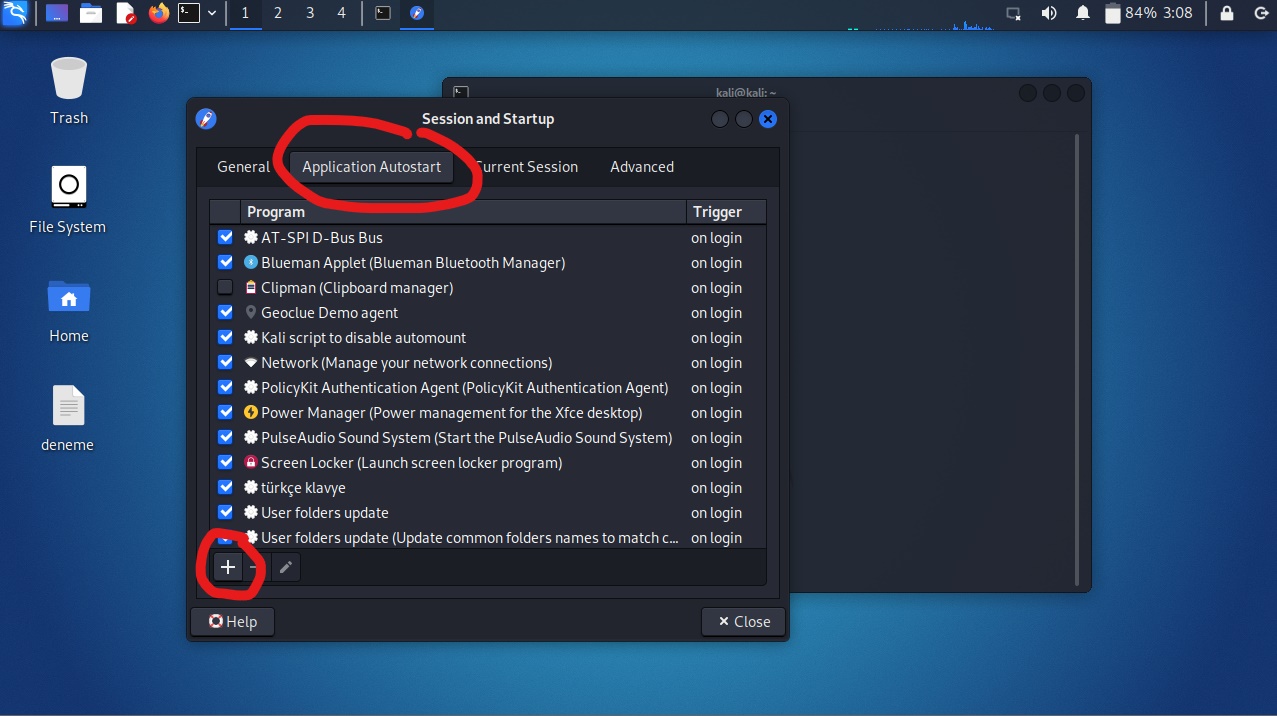 1 2 3 4 84% 3:08
Trash
File System
Home
deneme
kali@kali: ~
Session and Startup
General Application Autostart Current Session Advanced
Program Trigger
AT-SPI D-Bus Bus on login
Blueman Applet (Blueman Bluetooth Manager) on login
Clipman (Clipboard manager) on login
Geoclue Demo agent on login
Kali script to disable automount on login
Network (Manage your network connections) on login
PolicyKit Authentication Agent (PolicyKit Authentication Agent) on login
Power Manager (Power management for the Xfce desktop) on login
PulseAudio Sound System (Start the PulseAudio Sound System) on login
Screen Locker (Launch screen locker program) on login
türkçe klavye on login
User folders update on login
User folders update (Update common folders names to match c... on login
Help Close